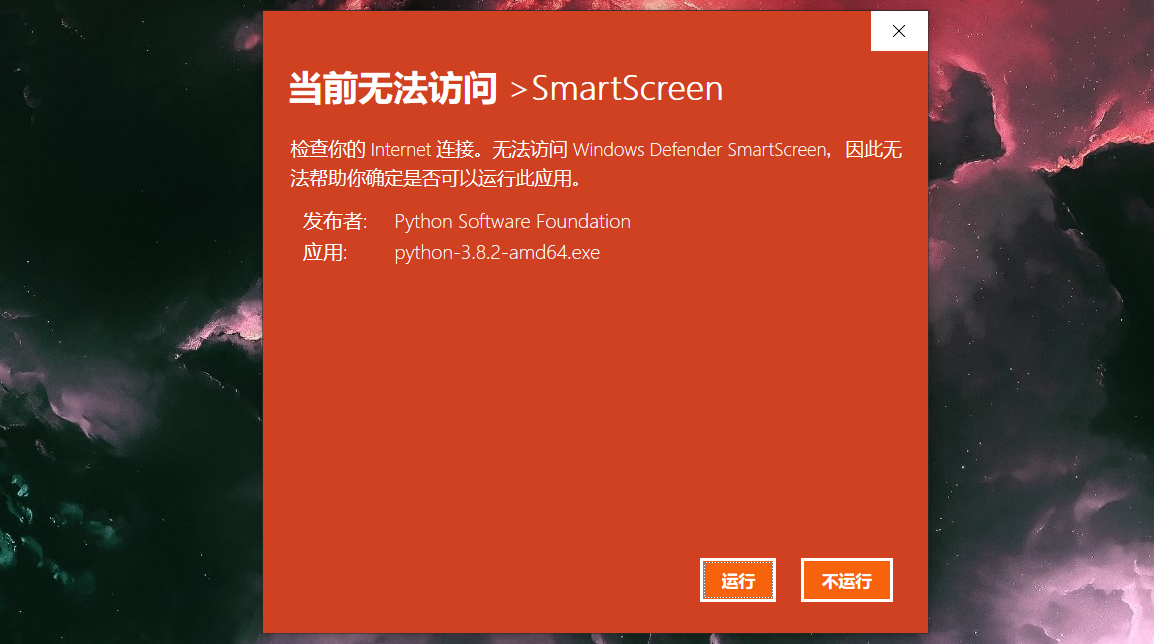 当前无法访问 >SmartScreen
检查你的 Internet 连接。无法访问 Windows Defender SmartScreen，因此无
法帮助你确定是否可以运行此应用。
发布者: Python Software Foundation
应用: python-3.8.2-amd64.exe
运行 不运行